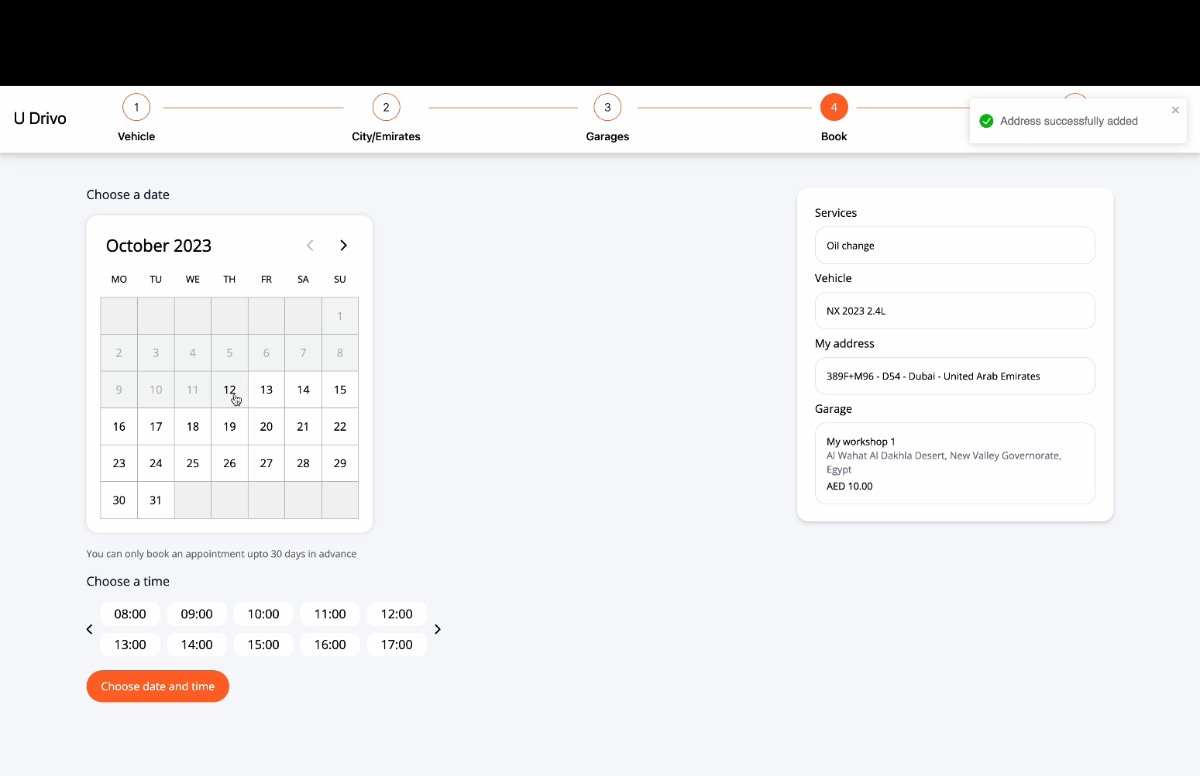 U Drivo
1
Vehicle
2
City/Emirates
3
Garages
4
Book
Address successfully added
Choose a date
October 2023
MO TU WE TH FR SA SU
1
2 3 4 5 6 7 8
9 10 11 12 13 14 15
16 17 18 19 20 21 22
23 24 25 26 27 28 29
30 31
You can only book an appointment upto 30 days in advance
Choose a time
08:00 09:00 10:00 11:00 12:00
13:00 14:00 15:00 16:00 17:00
Choose date and time
Services
Oil change
Vehicle
NX 2023 2.4L
My address
389F+M96 - D54 - Dubai - United Arab Emirates
Garage
My workshop 1
Al Wahat Al Dakhla Desert, New Valley Governorate,
Egypt
AED 10.00